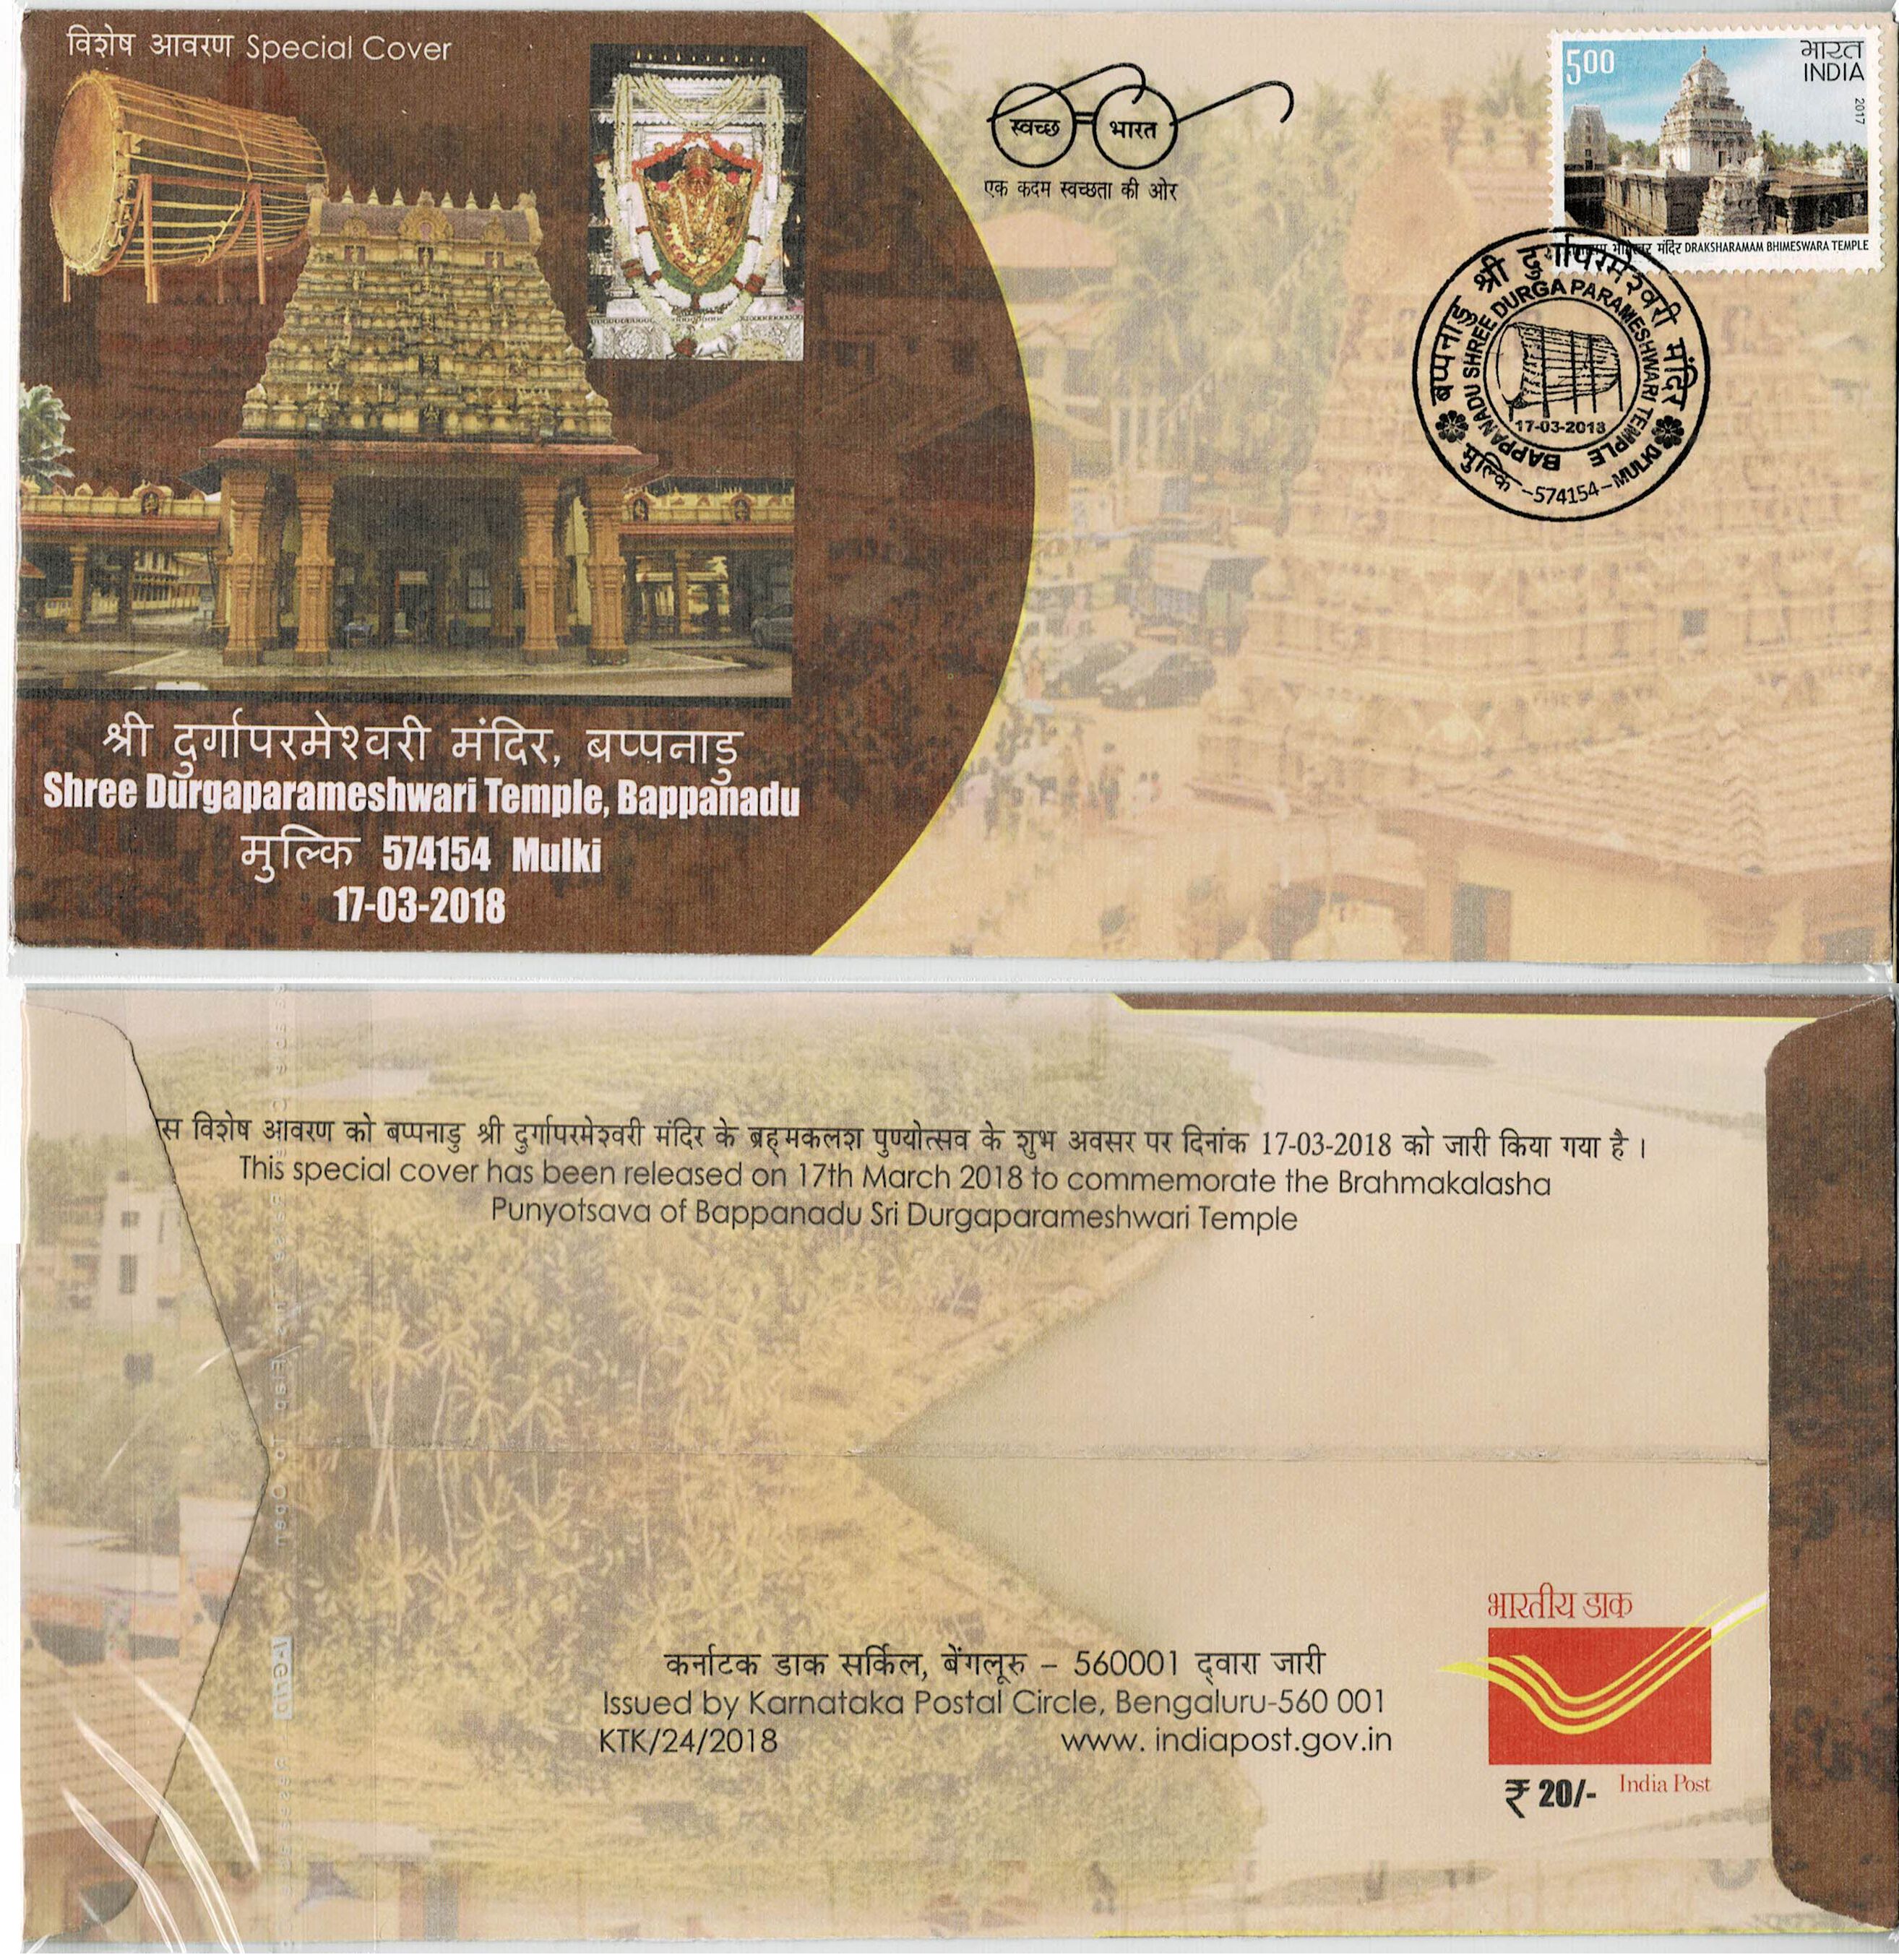 विशेष आवरण Special Cover
स्वच्छ भारत
एक कदम स्वच्छता की ओर
5.00
भारत
INDIA
2017
मंदिर DRAKSHARAMAM BHIMESWARA TEMPLE
बप्पनाडु श्री दुर्गापरमेश्वरी मंदिर
BAPPANADU SHREE DURGA PARAMESHWARI TEMPLE
17-03-2018
मुल्कि -574154- MULKI
श्री दुर्गापरमेश्वरी मंदिर, बप्पनाडु
Shree Durgaparameshwari Temple, Bappanadu
मुल्कि 574154 Mulki
17-03-2018
स विशेष आवरण को बप्पनाडु श्री दुर्गापरमेश्वरी मंदिर के ब्रह्मकलश पुण्योत्सव के शुभ अवसर पर दिनांक 17-03-2018 को जारी किया गया है ।
This special cover has been released on 17th March 2018 to commemorate the Brahmakalasha
Punyotsava of Bappanadu Sri Durgaparameshwari Temple
कर्नाटक डाक सर्किल, बेंगलूरु – 560001 द्वारा जारी
Issued by Karnataka Postal Circle, Bengaluru-560 001
KTK/24/2018 www. indiapost.gov.in
भारतीय डाक
₹ 20/- India Post